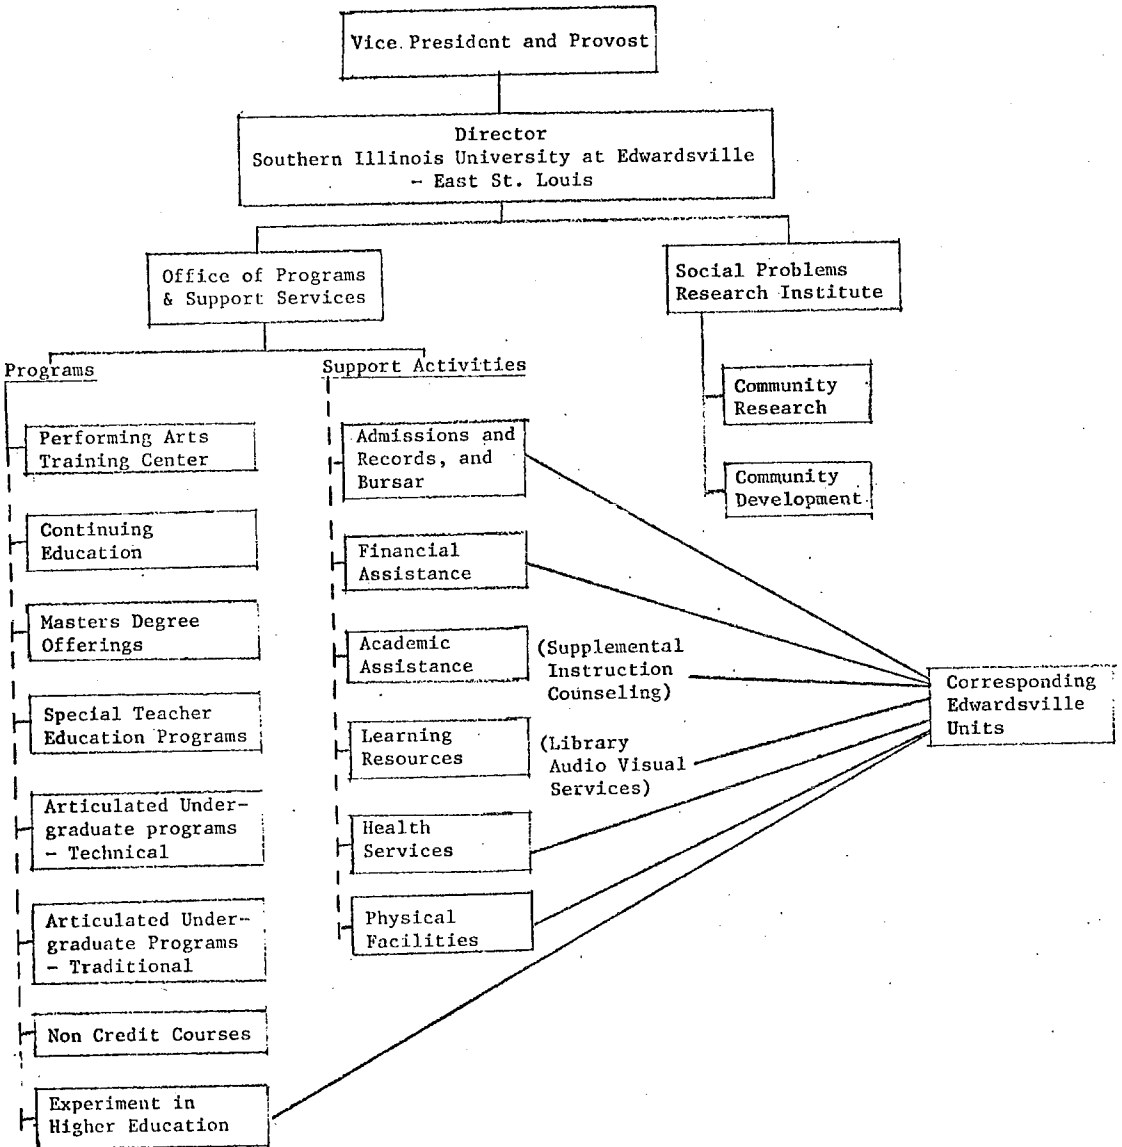 Vice President and Provost
Director
Southern Illinois University at Edwardsville
- East St. Louis
Office of Programs
& Support Services
Social Problems
Research Institute
Programs
Performing Arts
Training Center
Continuing
Education
Masters Degree
Offerings
Special Teacher
Education Programs
Articulated Under-
graduate programs
- Technical
Articulated Under-
graduate Programs
- Traditional
Non Credit Courses
Experiment in
Higher Education
Support Activities
Admissions and
Records, and
Bursar
Financial
Assistance
Academic
Assistance
(Supplemental
Instruction
Counseling)
Learning
Resources
(Library
Audio Visual
Services)
Health
Services
Physical
Facilities
Community
Research
Community
Development
Corresponding
Edwardsville
Units